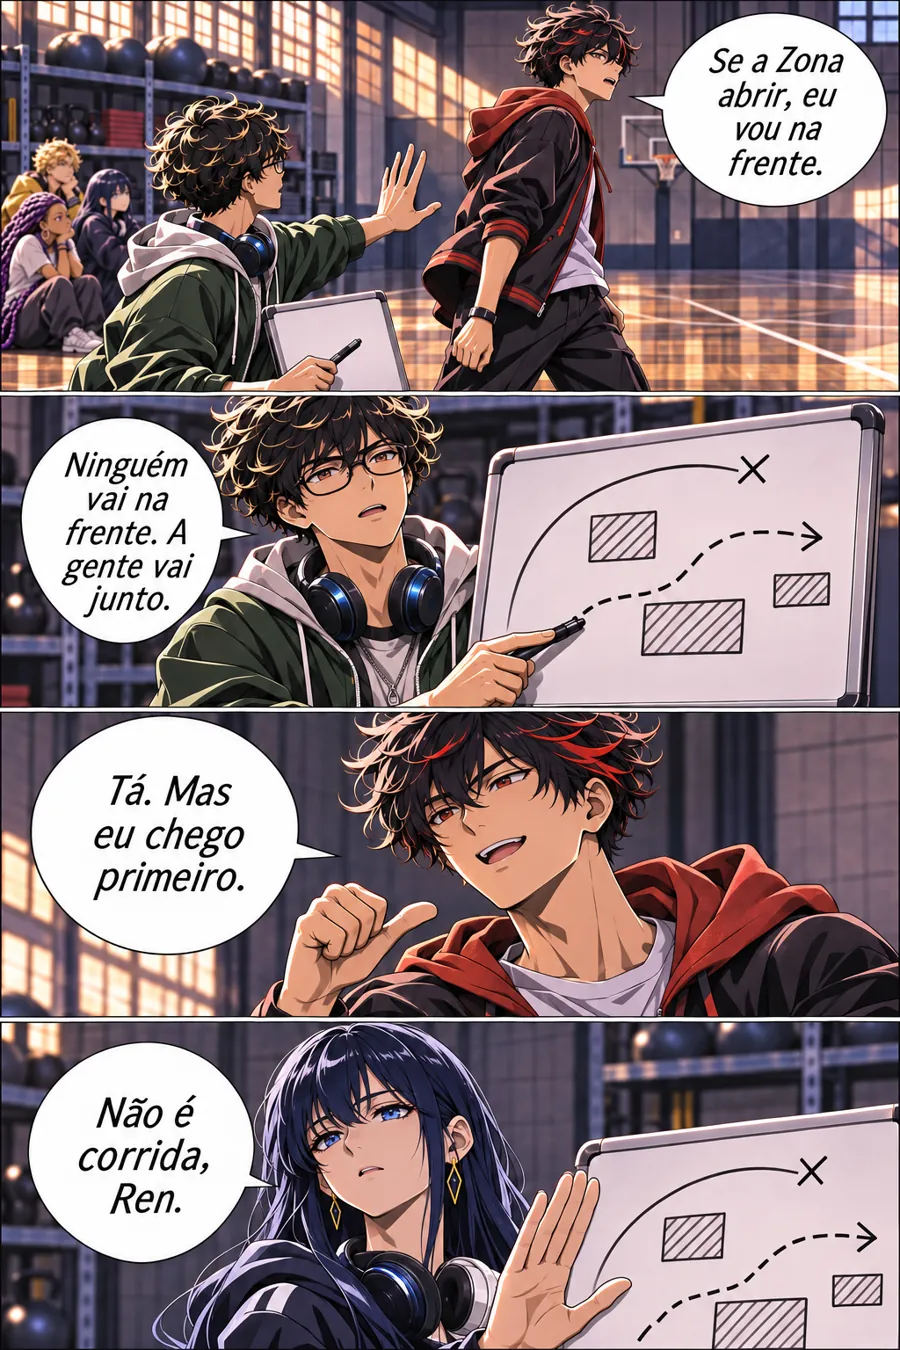 Se a Zona
abrir, eu
vou na
frente.
Ninguém
vai na
frente. A
gente vai
junto.
Tá. Mas
eu chego
primeiro.
Não é
corrida,
Ren.